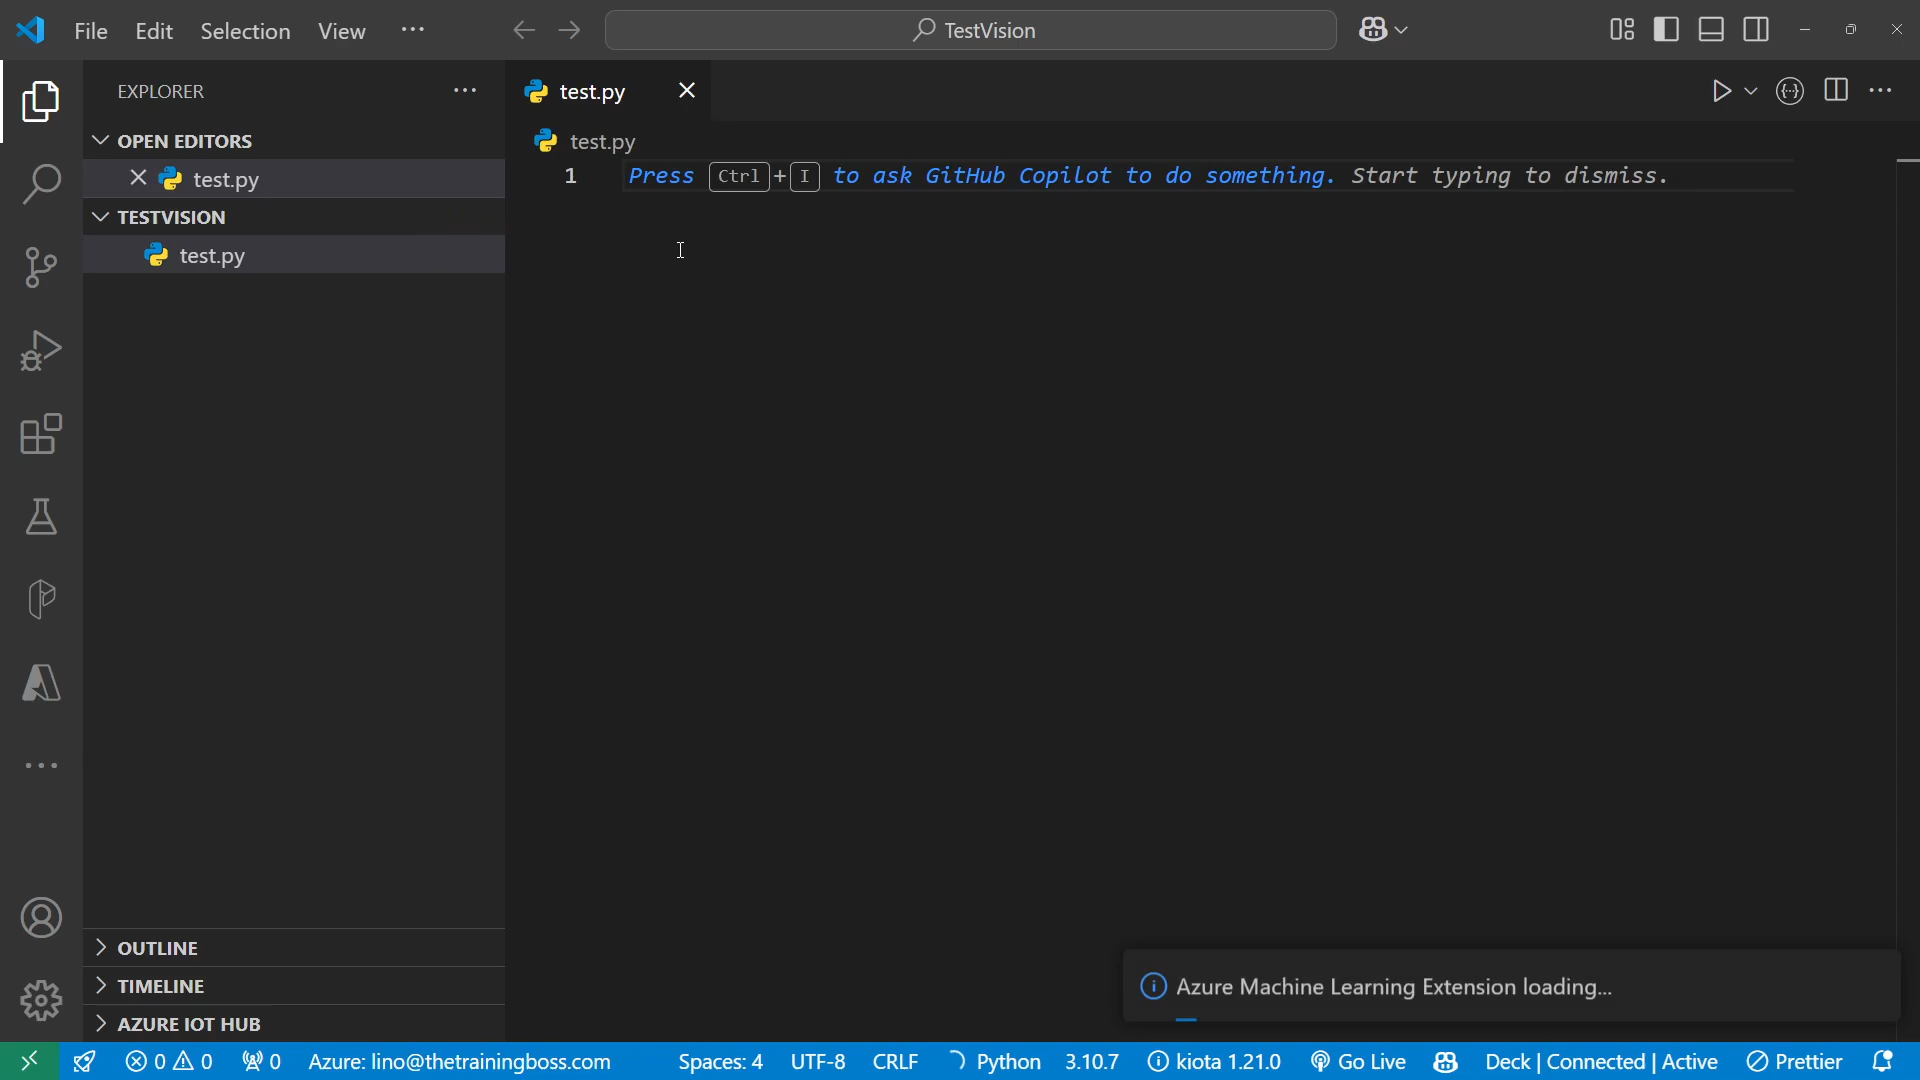 File Edit Selection View ···
TestVision
EXPLORER ···
test.py
OPEN EDITORS
test.py
test.py
1 Press Ctrl+I to ask GitHub Copilot to do something. Start typing to dismiss.
TESTVISION
test.py
OUTLINE
TIMELINE
AZURE IOT HUB
Azure Machine Learning Extension loading...
0 0 0 Azure: lino@thetrainingboss.com Spaces: 4 UTF-8 CRLF Python 3.10.7 kiota 1.21.0 Go Live Deck | Connected | Active Prettier